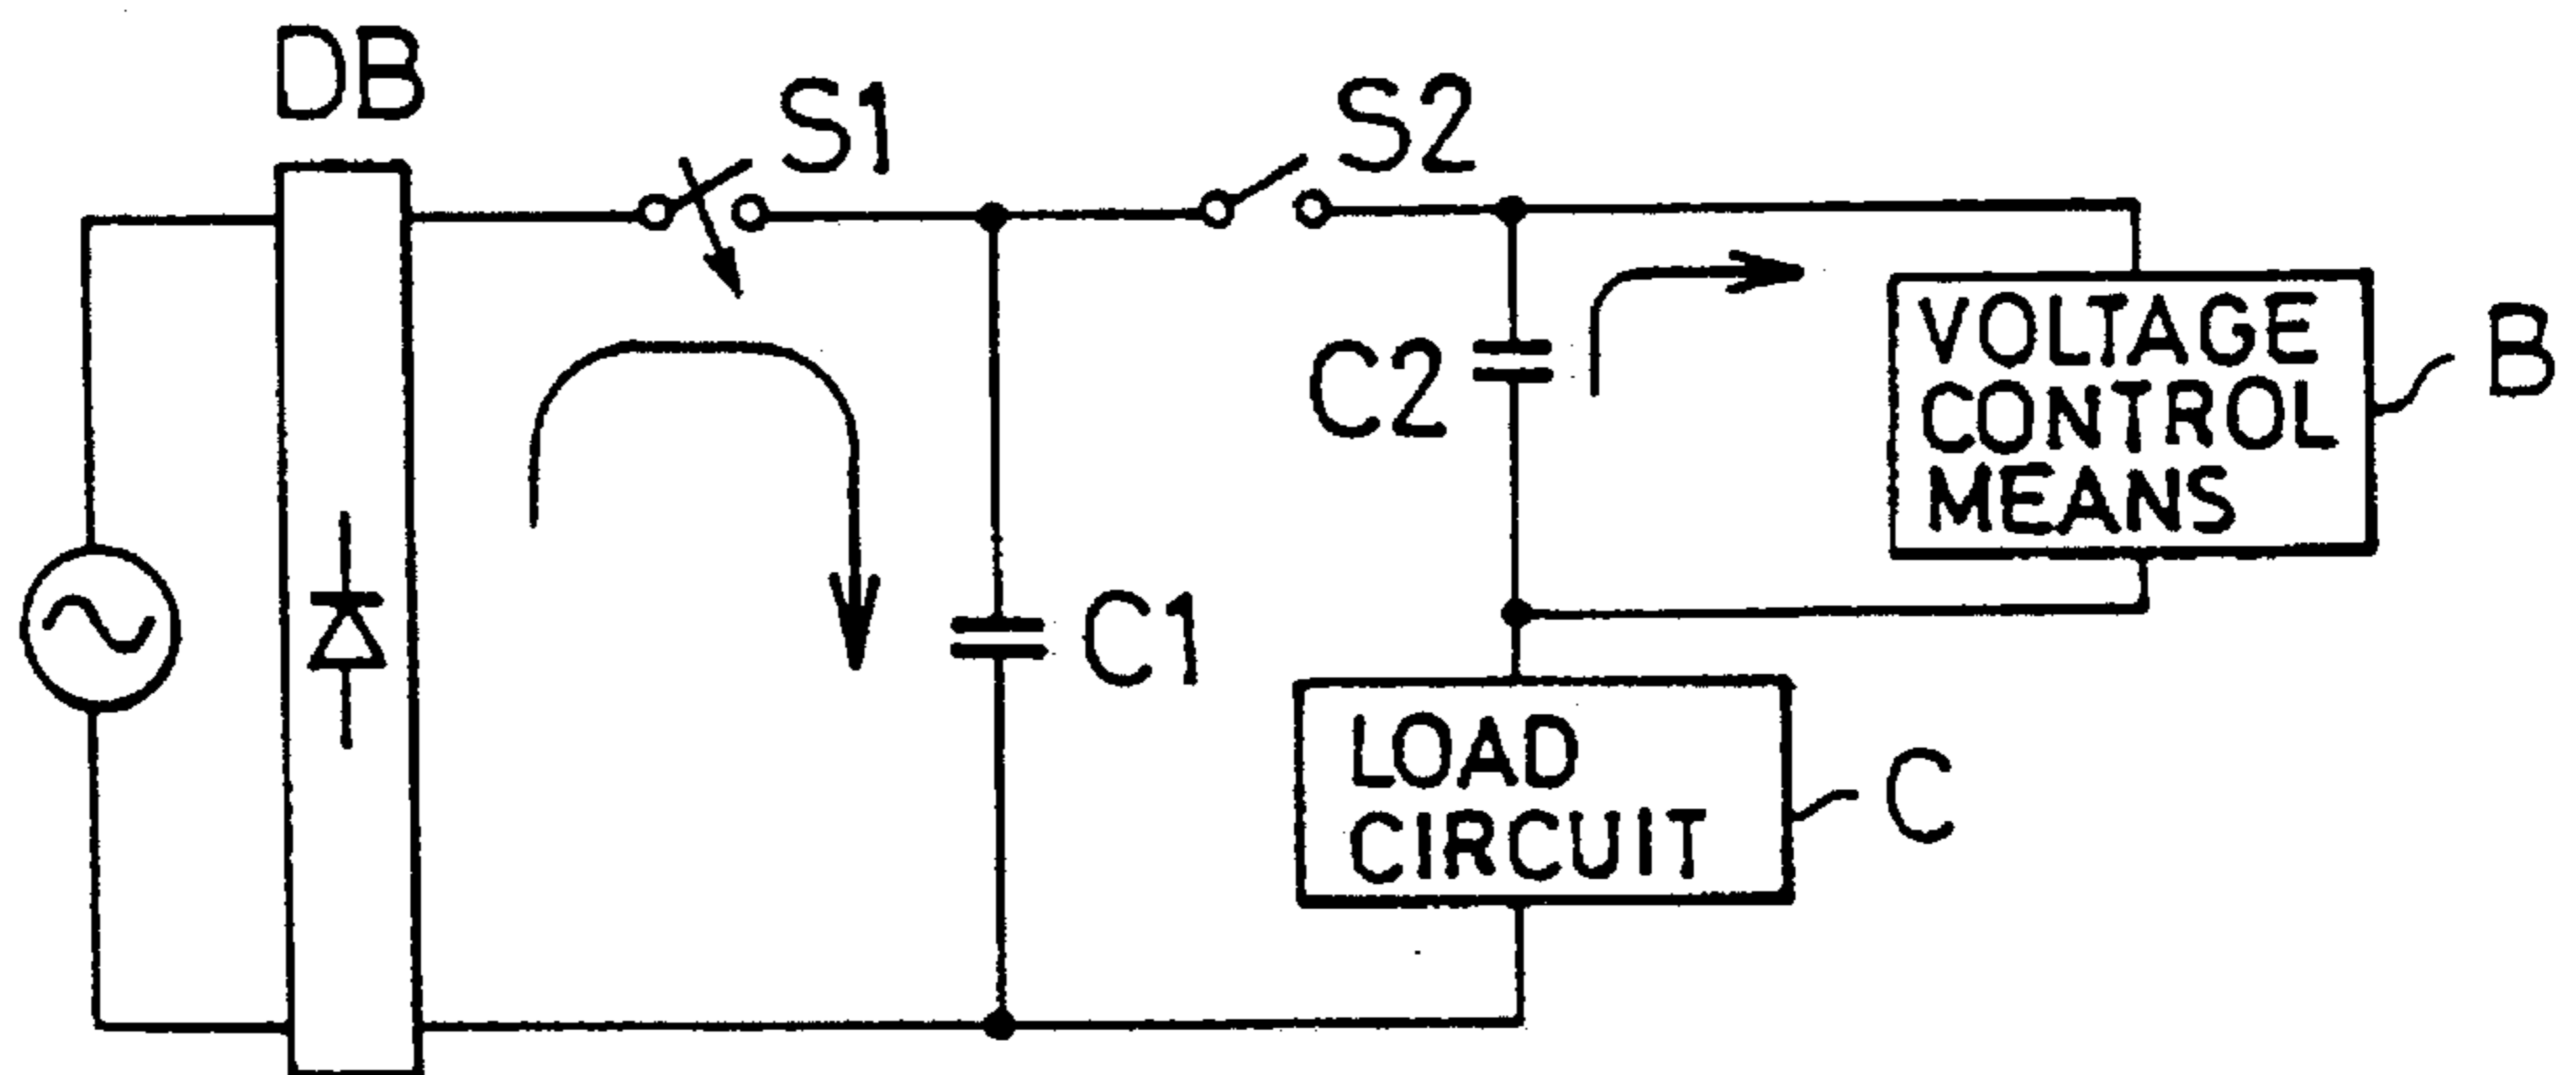 DB
S1
S2
C2
VOLTAGE
CONTROL
MEANS
B
C1
LOAD
CIRCUIT
C